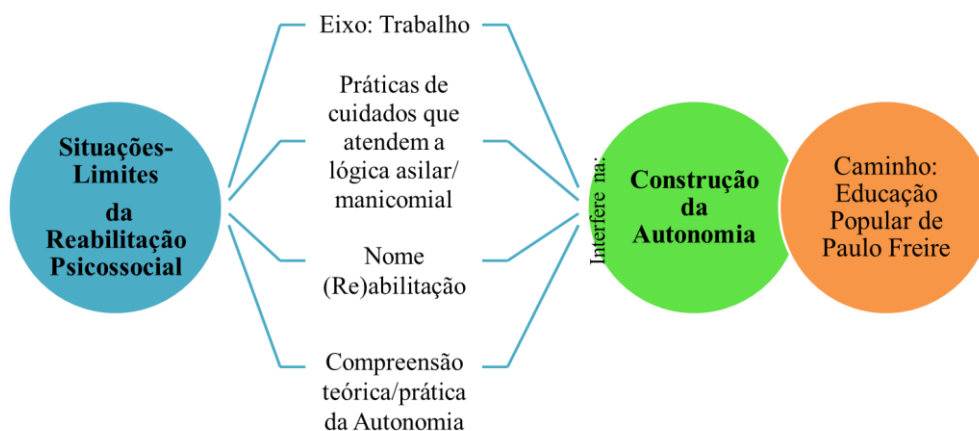 Situações-
Limites
da
Reabilitação
Psicossocial
Eixo: Trabalho
Práticas de
cuidados que
atendem a
lógica asilar/
manicomial
Nome
(Re)abilitação
Compreensão
teórica/prática
da Autonomia
Interfere na:
Construção
da
Autonomia
Caminho:
Educação
Popular de
Paulo Freire